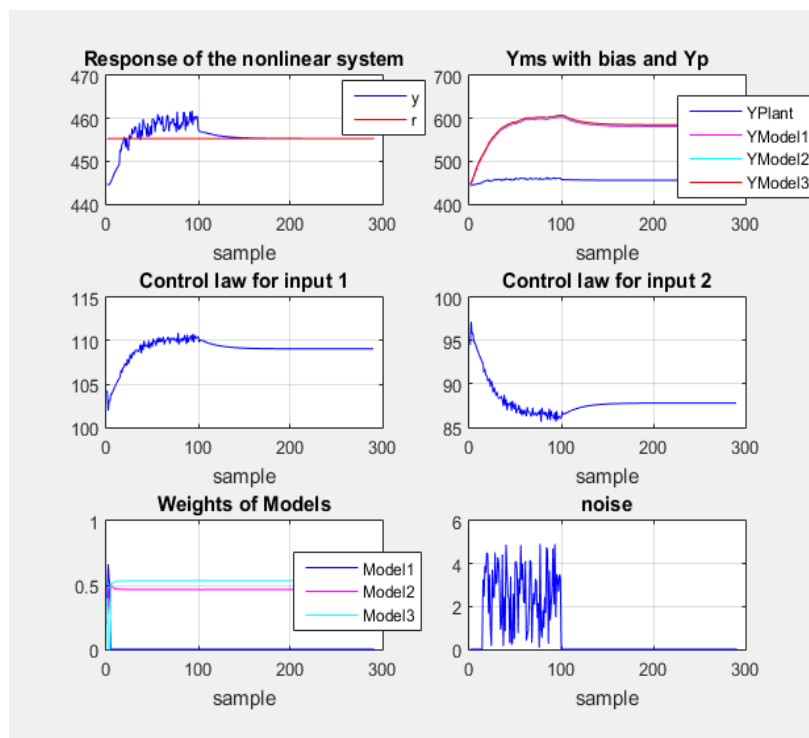 Response of the nonlinear system
470
460
450
440
0
100
200
300
sample
y
r
Yms with bias and Yp
700
600
500
400
0
100
200
300
sample
YPlant
YModel1
YModel2
YModel3
Control law for input 1
115
110
105
100
0
100
200
300
sample
Control law for input 2
100
95
90
85
0
100
200
300
sample
Weights of Models
1
0.5
0
0
100
200
300
sample
Model1
Model2
Model3
noise
6
4
2
0
0
100
200
300
sample